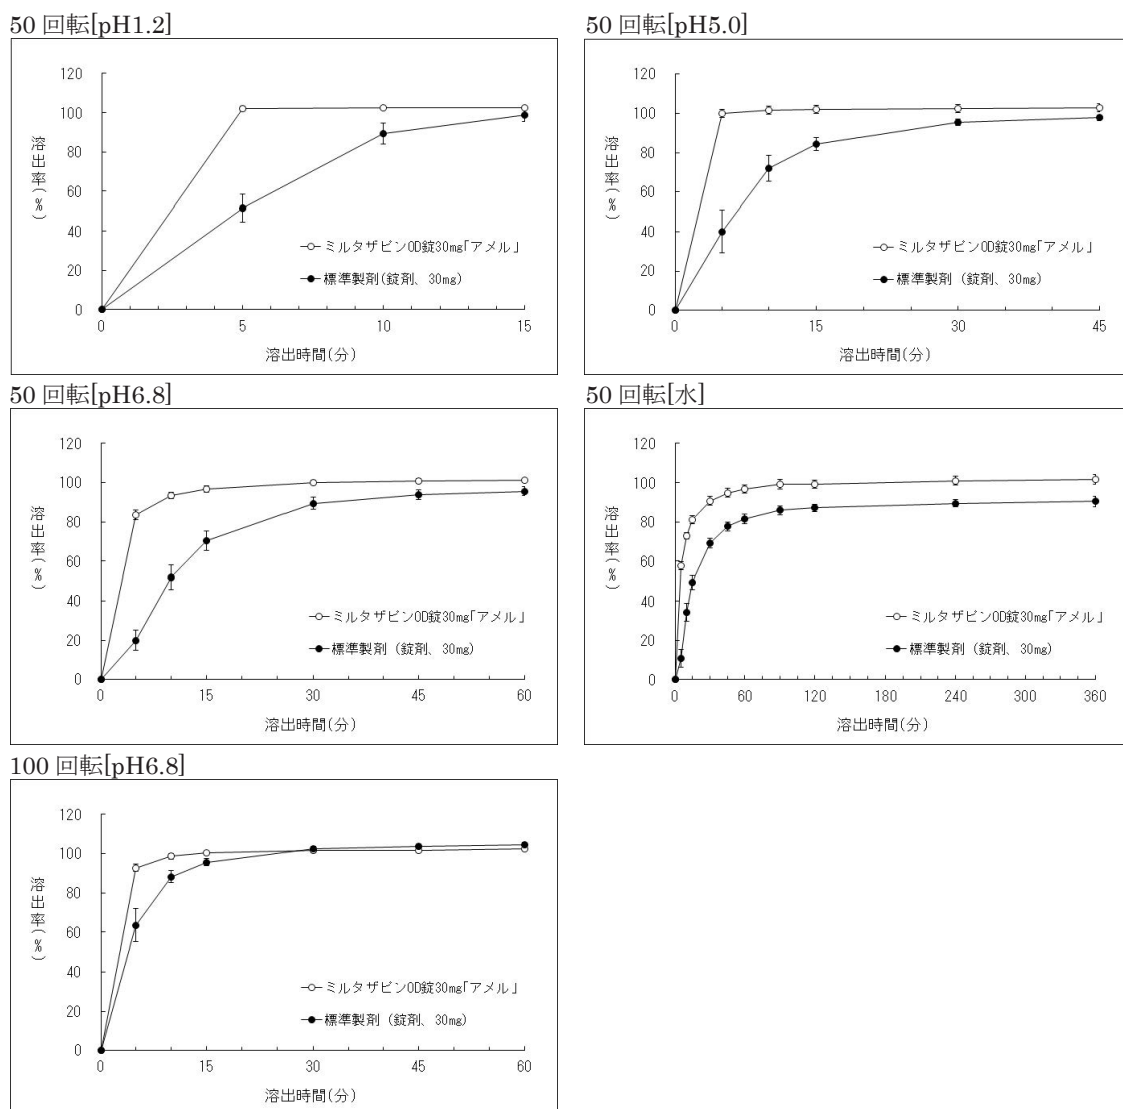 50 回転[pH1.2]
120
100
80
60
40
20
0
溶出率(%)
0 5 10 15
溶出時間(分)
ミルタザピンOD錠30mg「アメル」
標準製剤(錠剤、30mg)
50 回転[pH5.0]
120
100
80
60
40
20
0
溶出率(%)
0 15 30 45
溶出時間(分)
ミルタザピンOD錠30mg「アメル」
標準製剤 (錠剤、30mg)
50 回転[pH6.8]
120
100
80
60
40
20
0
溶出率(%)
0 15 30 45 60
溶出時間(分)
ミルタザピンOD錠30mg「アメル」
標準製剤 (錠剤、30mg)
50 回転[水]
120
100
80
60
40
20
0
溶出率(%)
0 60 120 180 240 300 360
溶出時間(分)
ミルタザピンOD錠30mg「アメル」
標準製剤 (錠剤、30mg)
100 回転[pH6.8]
120
100
80
60
40
20
0
溶出率(%)
0 15 30 45 60
溶出時間(分)
ミルタザピンOD錠30mg「アメル」
標準製剤 (錠剤、30mg)